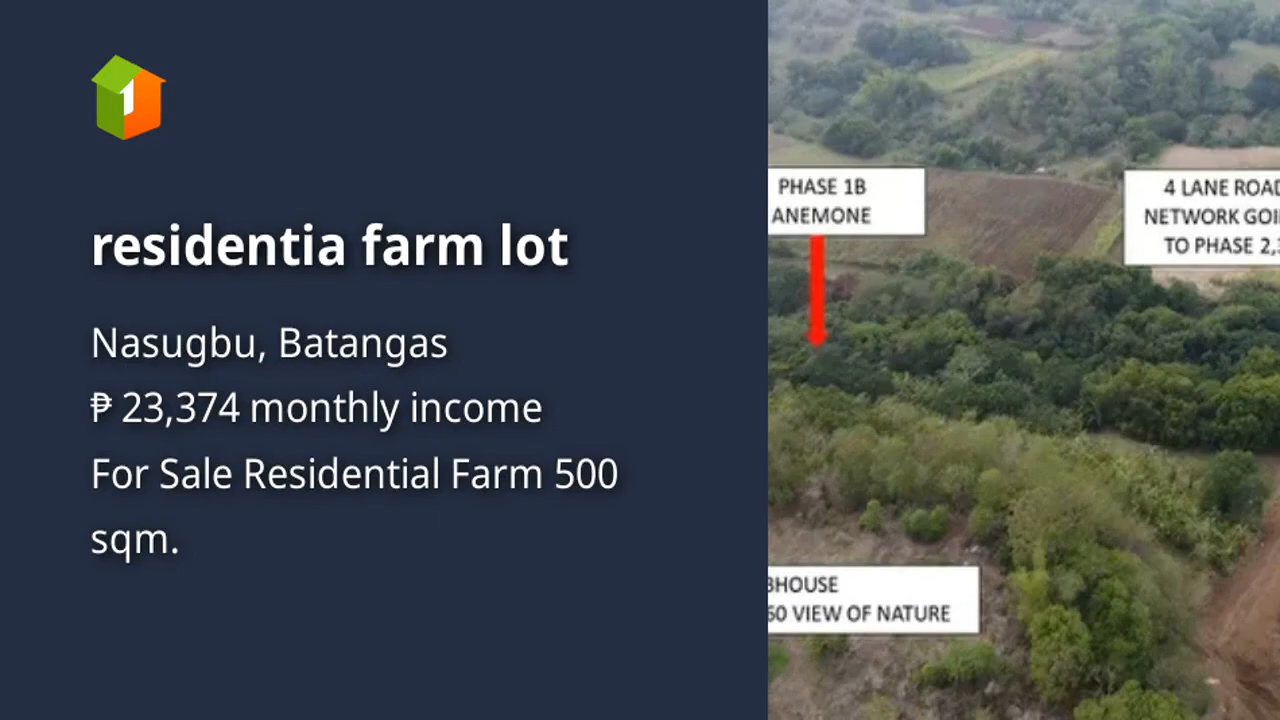 residentia farm lot
Nasugbu, Batangas
₱ 23,374 monthly income
For Sale Residential Farm 500
sqm.
PHASE 1B
ANEMONE
4 LANE ROAD
NETWORK
TO PHASE 2,
VIEW OF NATURE